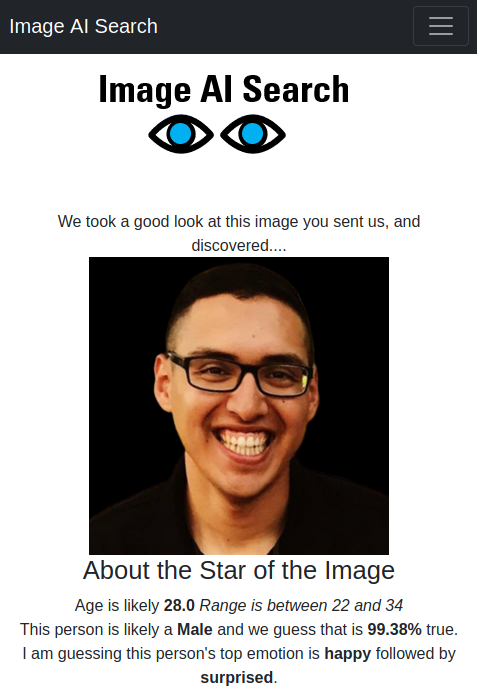 Image AI Search
Image AI Search
We took a good look at this image you sent us, and
discovered....
About the Star of the Image
Age is likely 28.0 Range is between 22 and 34
This person is likely a Male and we guess that is 99.38% true.
I am guessing this person's top emotion is happy followed by
surprised.